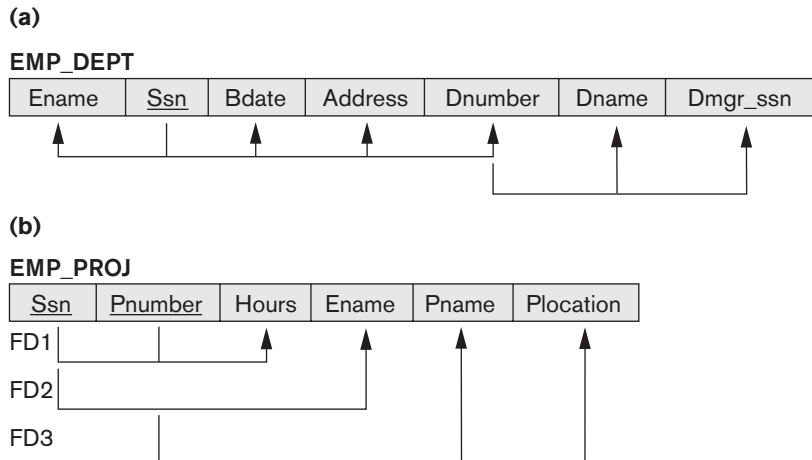 (a)
EMP_DEPT
Ename Ssn Bdate Address Dnumber Dname Dmgr_ssn
(b)
EMP_PROJ
Ssn Pnumber Hours Ename Pname Plocation
FD1
FD2
FD3